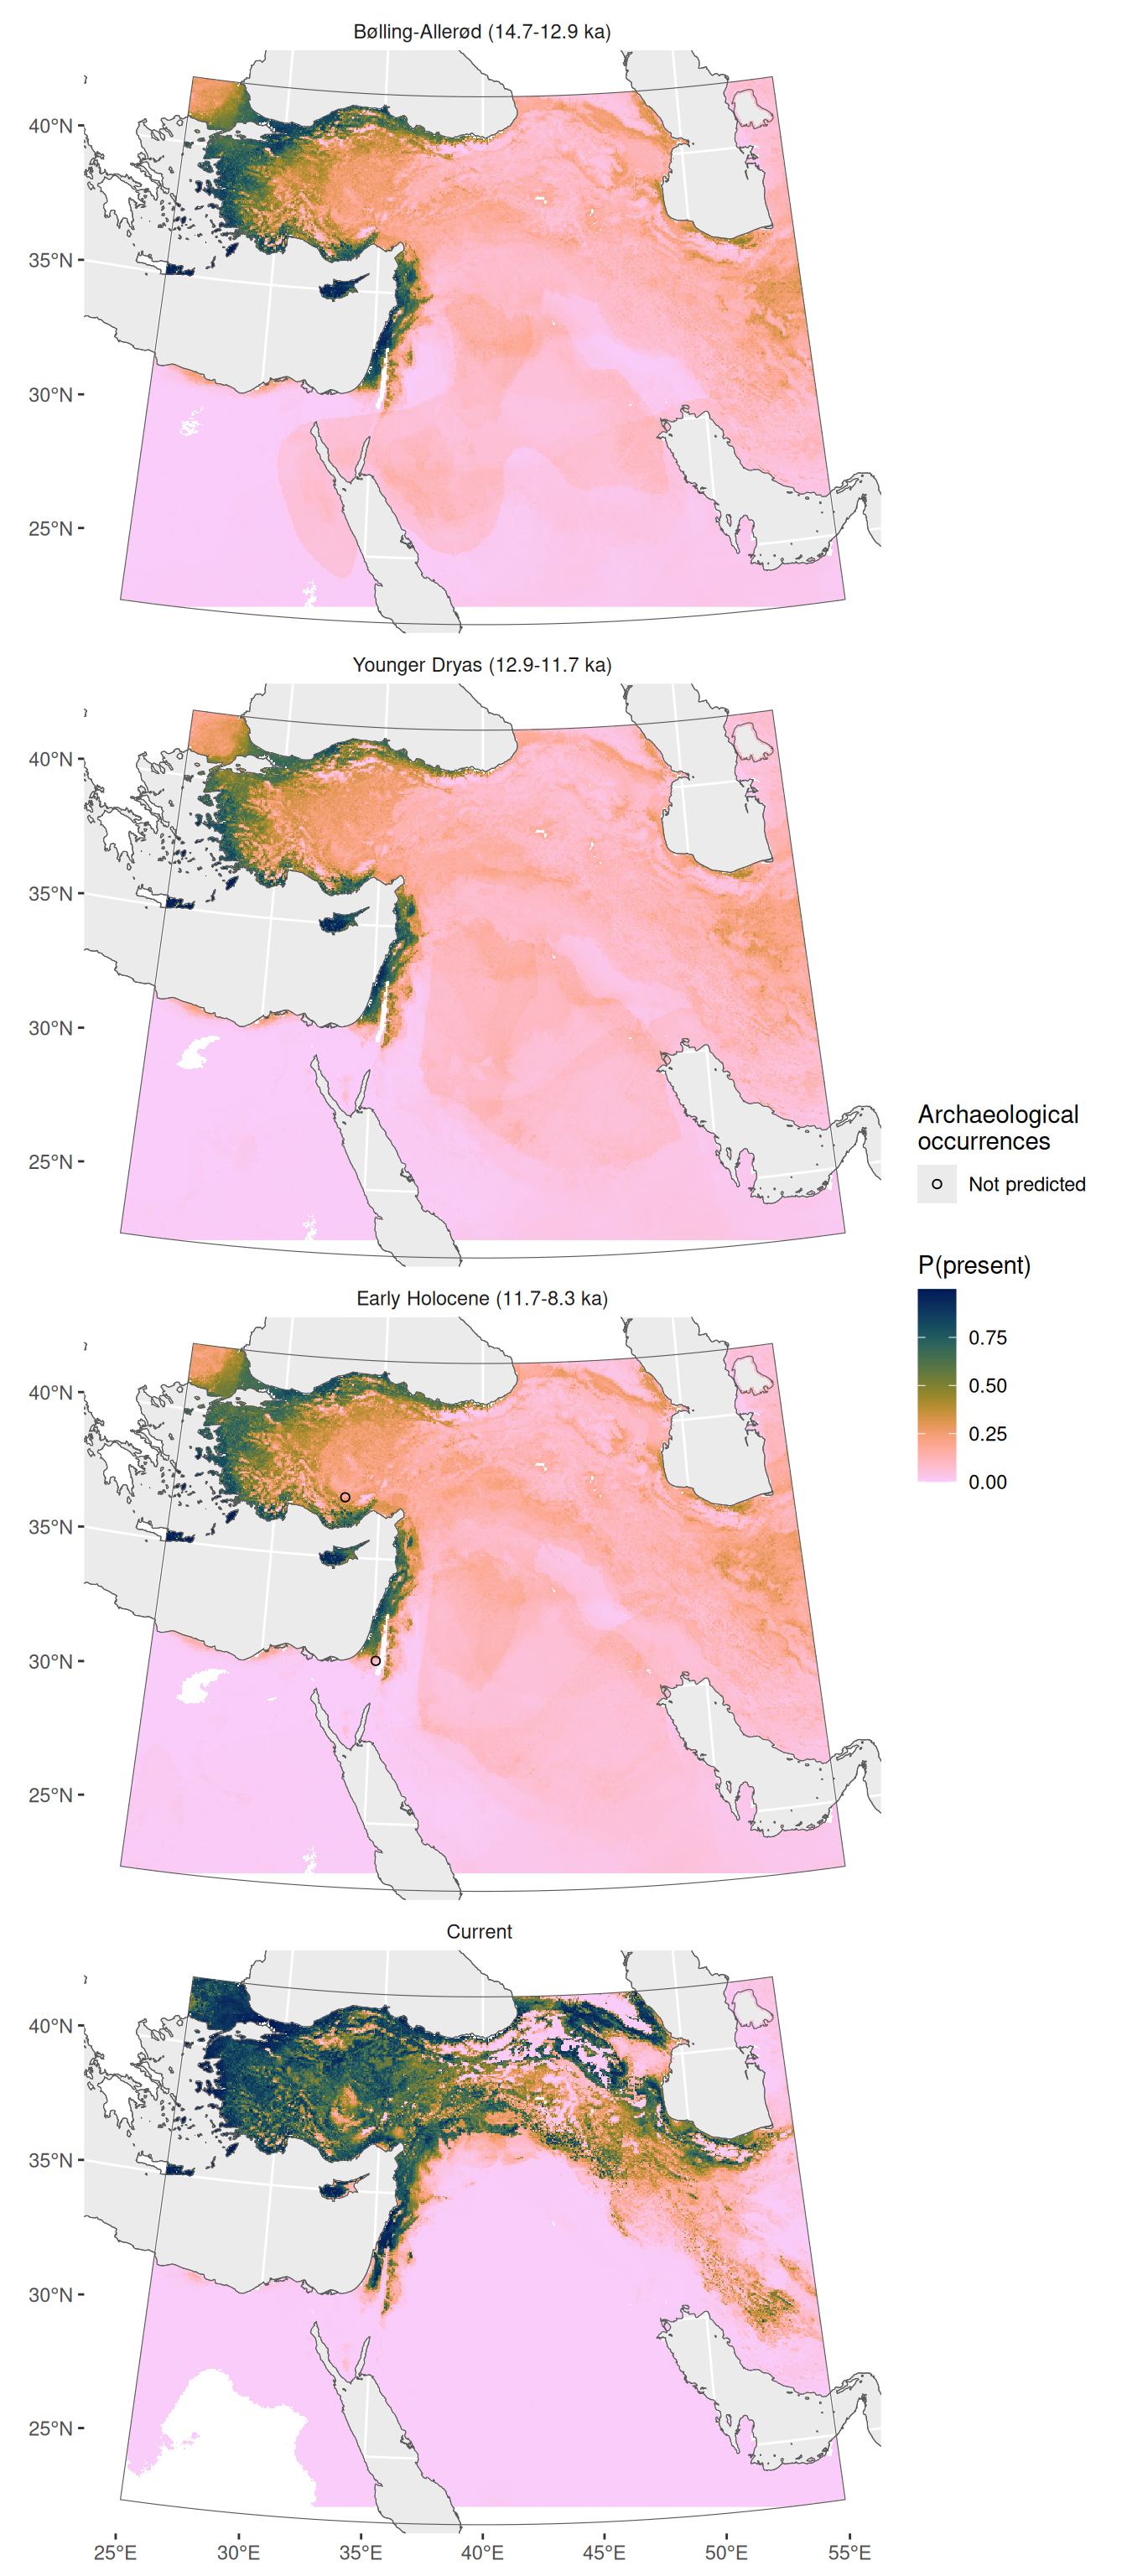 Bølling-Allerød (14.7-12.9 ka)
40°N
35°N
30°N
25°N
Younger Dryas (12.9-11.7 ka)
40°N
35°N
30°N
25°N
Archaeological
occurrences
Not predicted
P(present)
0.75
0.50
0.25
0.00
Early Holocene (11.7-8.3 ka)
40°N
35°N
30°N
25°N
Current
40°N
35°N
30°N
25°N
25°E 30°E 35°E 40°E 45°E 50°E 55°E